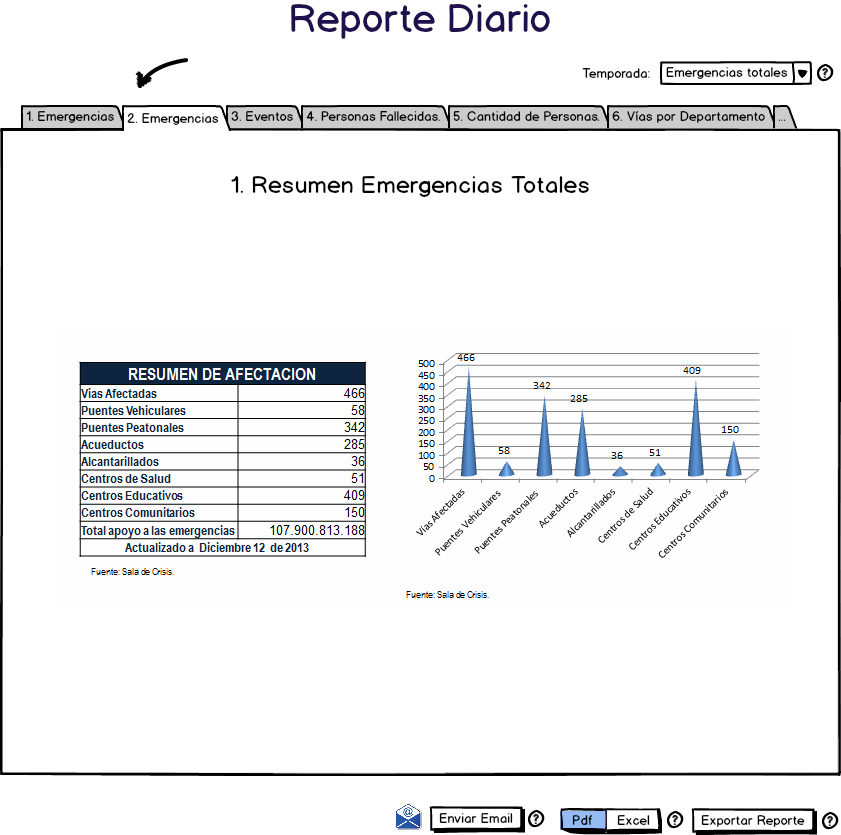 Reporte Diario
Temporada: Emergencias totales ?
1. Emergencias 2. Emergencias 3. Eventos 4. Personas Fallecidas. 5. Cantidad de Personas. 6. Vías por Departamento ...
1. Resumen Emergencias Totales
RESUMEN DE AFECTACION
Vias Afectadas 466
Puentes Vehiculares 58
Puentes Peatonales 342
Acueductos 285
Alcantarillados 36
Centros de Salud 51
Centros Educativos 409
Centros Comunitarios 150
Total apoyo a las emergencias 107.900.813.188
Actualizado a Diciembre 12 de 2013
Fuente: Sala de Crisis.
500
450
400
350
300
250
200
150
100
50
0
466
58
342
285
36
51
409
150
Vias Afectadas
Puentes Vehiculares
Puentes Peatonales
Acueductos
Alcantarillados
Centros de Salud
Centros Educativos
Centros Comunitarios
Fuente: Sala de Crisis.
@ Enviar Email ? Pdf Excel ? Exportar Reporte ?